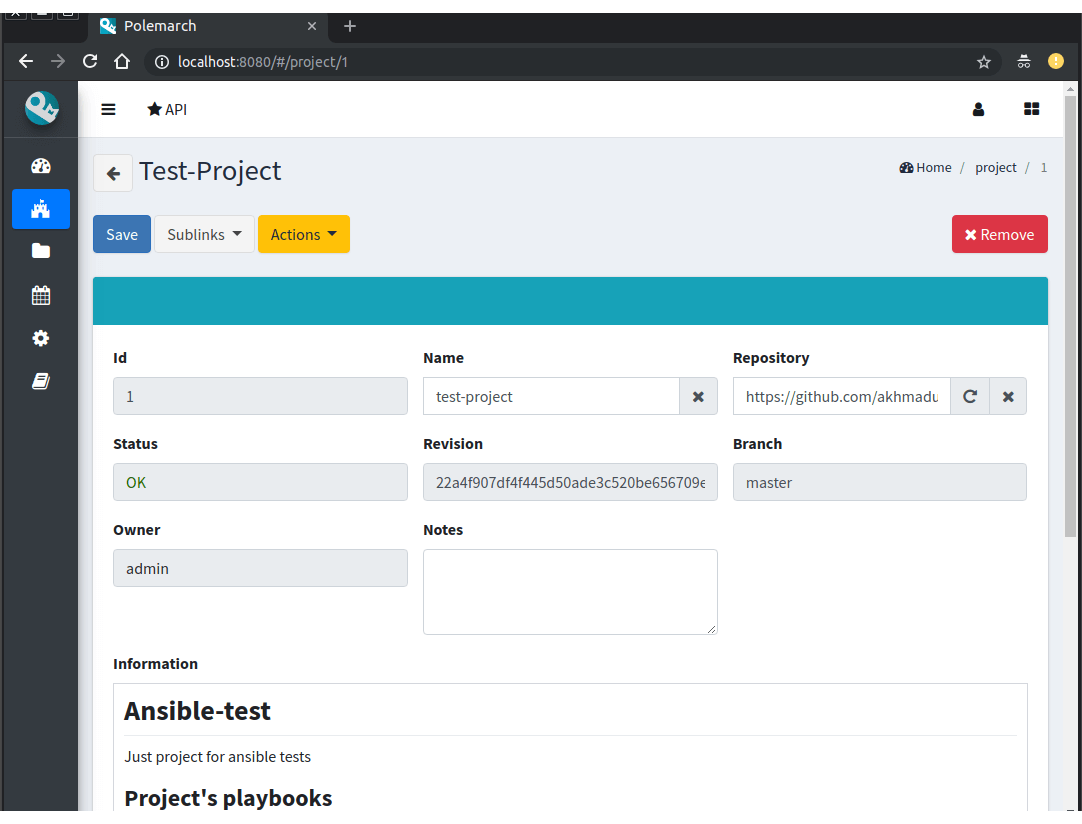 Polemarch
localhost:8080/#/project/1
API
Test-Project
Home / project / 1
Save Sublinks Actions Remove
Id Name Repository
1 test-project https://github.com/akhmadu
Status Revision Branch
OK 22a4f907df4f445d50ade3c520be656709e master
Owner Notes
admin
Information
Ansible-test
Just project for ansible tests
Project's playbooks